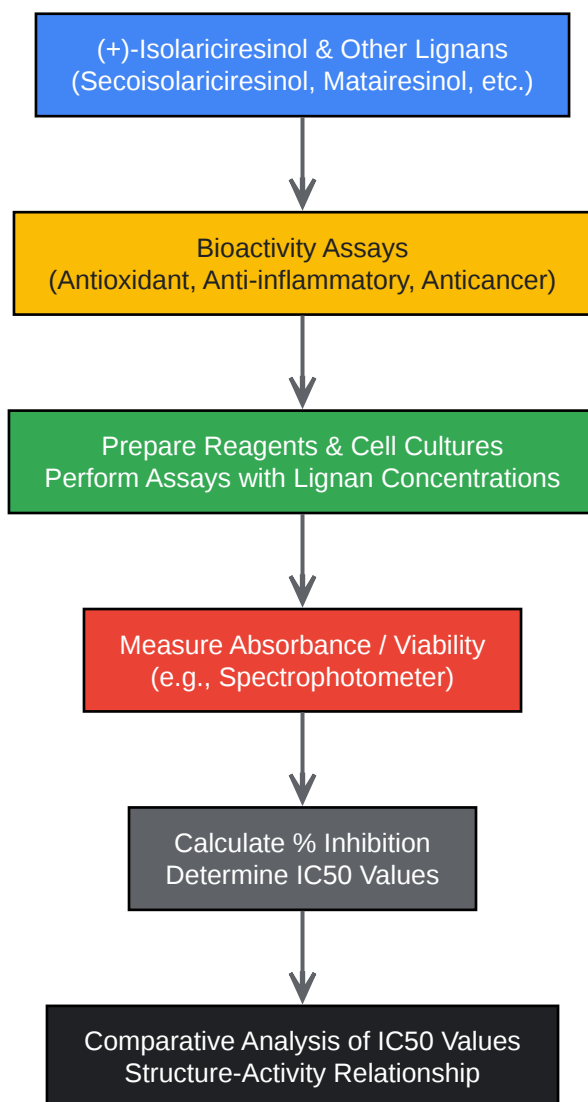 (+)-Isolariciresinol & Other Lignans
(Secoisolariciresinol, Matairesinol, etc.)
Bioactivity Assays
(Antioxidant, Anti-inflammatory, Anticancer)
Prepare Reagents & Cell Cultures
Perform Assays with Lignan Concentrations
Measure Absorbance / Viability
(e.g., Spectrophotometer)
Calculate % Inhibition
Determine IC50 Values
Comparative Analysis of IC50 Values
Structure-Activity Relationship